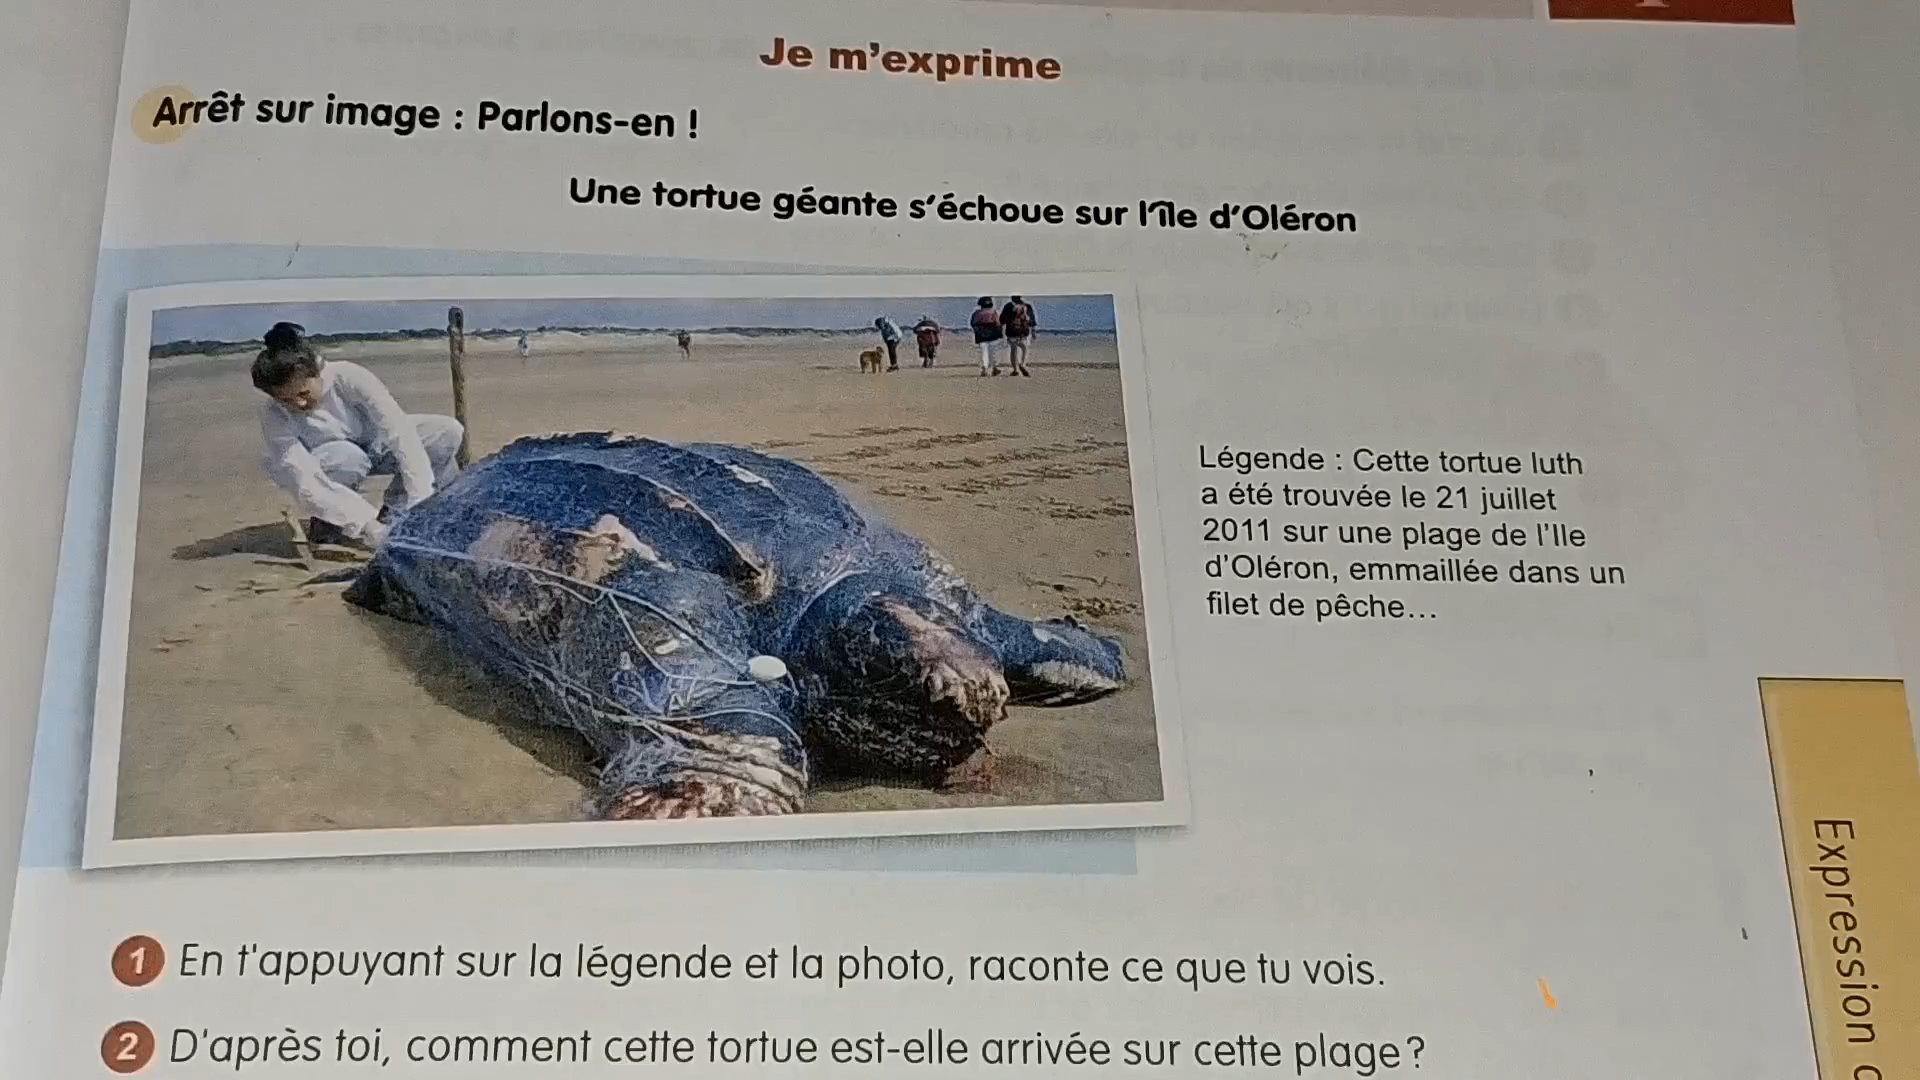 Je m'exprime
Arrêt sur image : Parlons-en !
Une tortue géante s'échoue sur l'île d'Oléron
Légende : Cette tortue luth
a été trouvée le 21 juillet
2011 sur une plage de l'Ile
d'Oléron, emmaillée dans un
filet de pêche...
1 En t'appuyant sur la légende et la photo, raconte ce que tu vois.
2 D'après toi, comment cette tortue est-elle arrivée sur cette plage ?
Expression